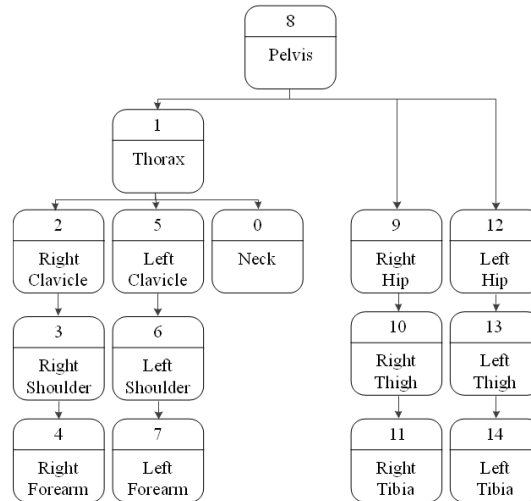 8
Pelvis
1
Thorax
2
Right
Clavicle
5
Left
Clavicle
0
Neck
9
Right
Hip
12
Left
Hip
3
Right
Shoulder
6
Left
Shoulder
10
Right
Thigh
13
Left
Thigh
4
Right
Forearm
7
Left
Forearm
11
Right
Tibia
14
Left
Tibia